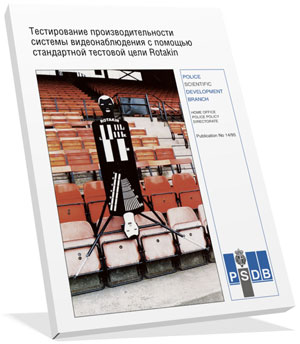 Тестирование производительности
системы видеонаблюдения с помощью
стандартной тестовой цели Rotakin
POLICE
SCIENTIFIC
DEVELOPMENT
BRANCH
HOME OFFICE
POLICE POLICY
DIRECTORATE
Publication No 14/95
ROTAKIN
PSDB